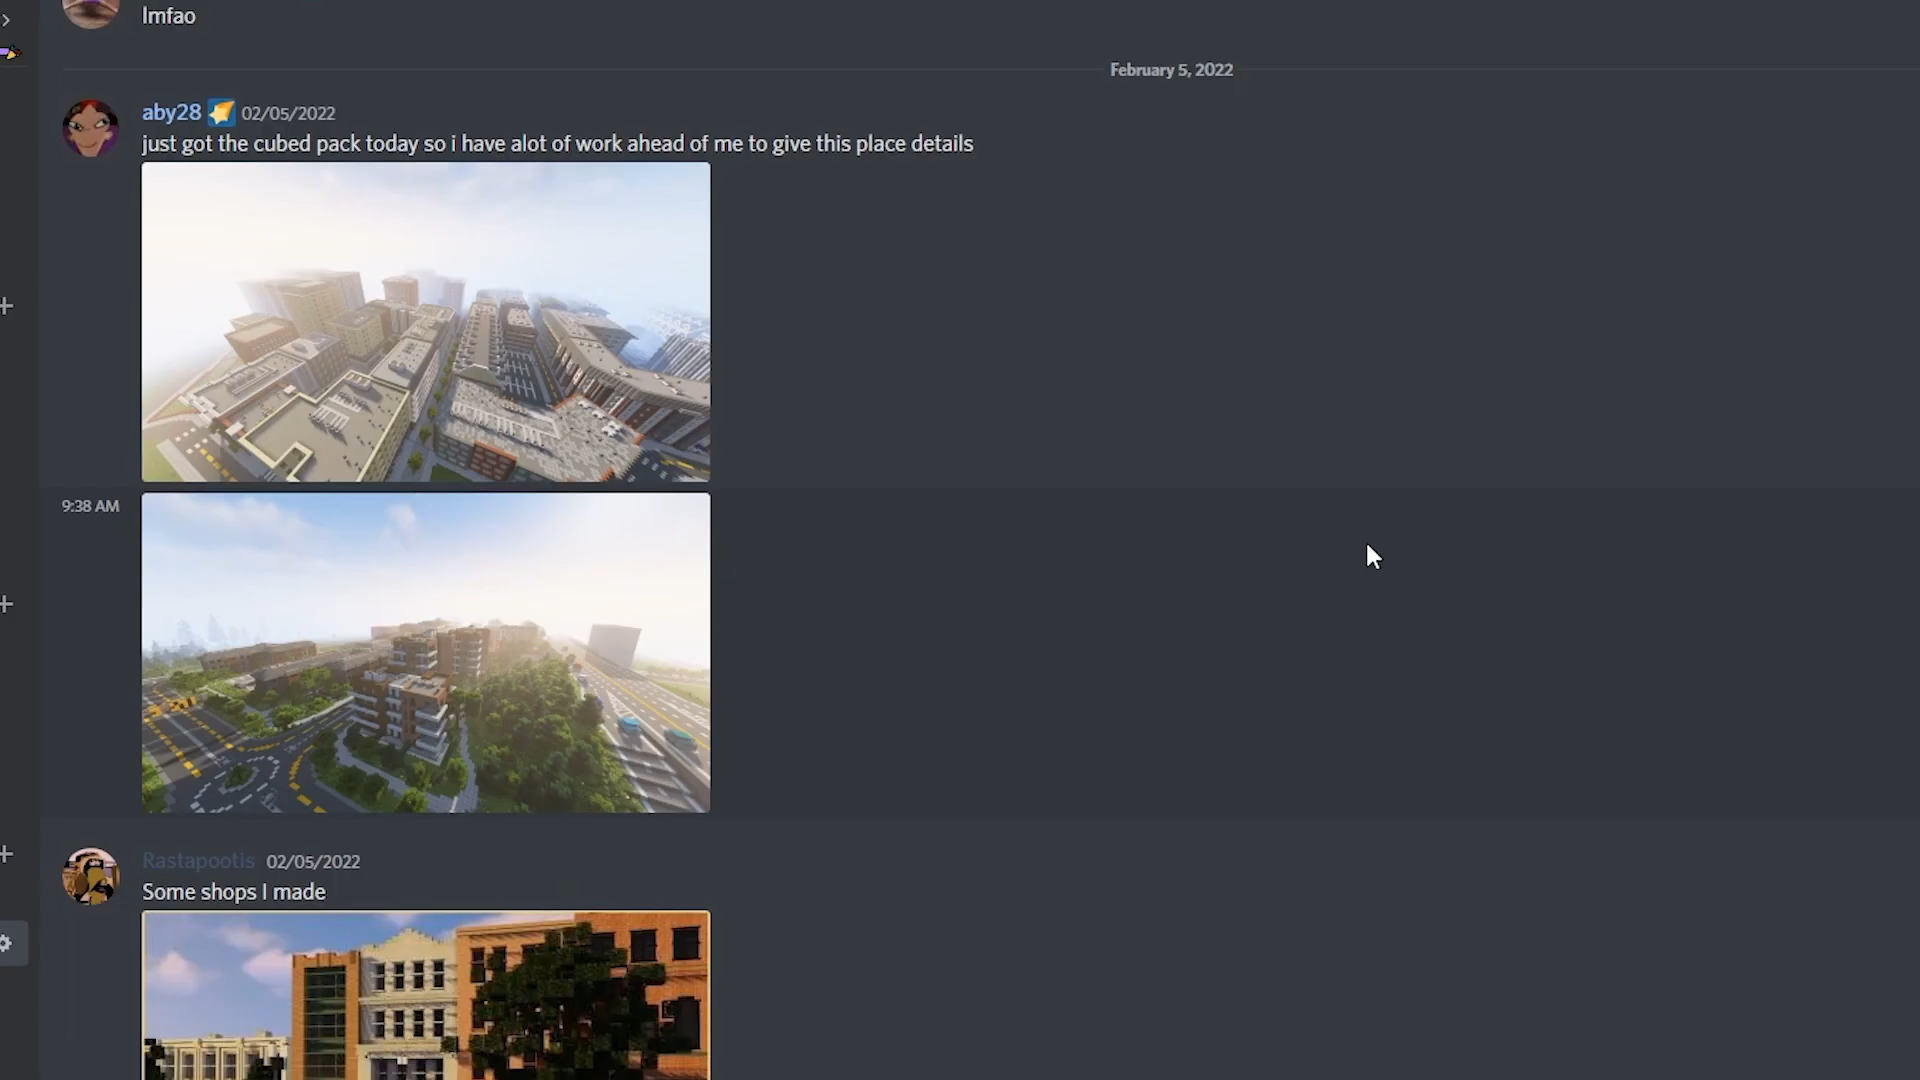 lmfao
February 5, 2022
aby28 02/05/2022
just got the cubed pack today so i have alot of work ahead of me to give this place details
9:38 AM
Rastapootis 02/05/2022
Some shops I made